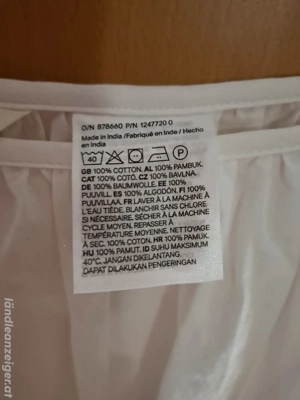 O/N 878660 P/N 1247720 0
Made in India / Fabriqué en Inde / Hecho
en India
40 P
GB 100% COTTON. AL 100% PAMBUK.
CAT 100% COTÓ. CZ 100% BAVLNA.
DE 100% BAUMWOLLE. EE 100%
PUUVILL. ES 100% ALGODÓN. FI 100%
PUUVILLAA. FR LAVER À LA MACHINE À
L'EAU TIÈDE. BLANCHIR SANS CHLORE
SI NÉCESSAIRE. SÉCHER À LA MACHINE
CYCLE MOYEN. REPASSER À
TEMPÉRATURE MOYENNE. NETTOYAGE
À SEC. 100% COTON. HR 100% PAMUK.
HU 100% PAMUT. ID SUHU MAKSIMUM
40°C. JANGAN DIKELANTANG.
DAPAT DILAKUKAN PENGERINGAN
ländleanzeiger.at